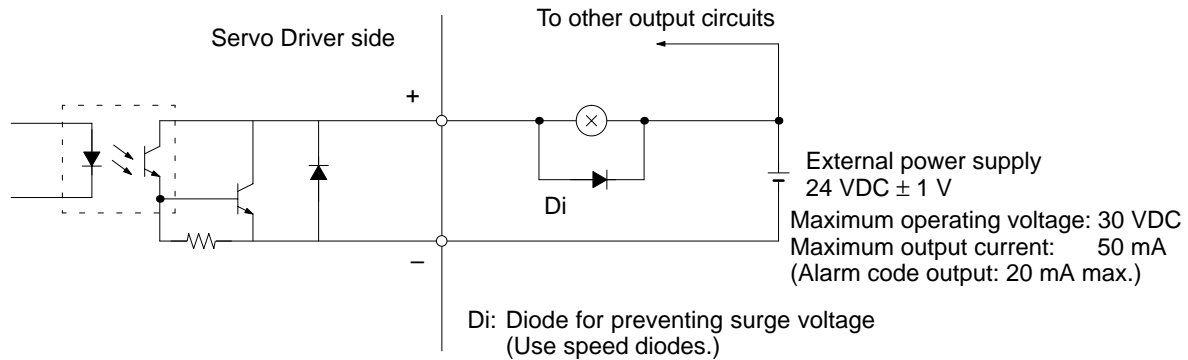 To other output circuits
Servo Driver side
+
External power supply
24 VDC ± 1 V
Di
Maximum operating voltage: 30 VDC
Maximum output current: 50 mA
(Alarm code output: 20 mA max.)
–
Di: Diode for preventing surge voltage
(Use speed diodes.)